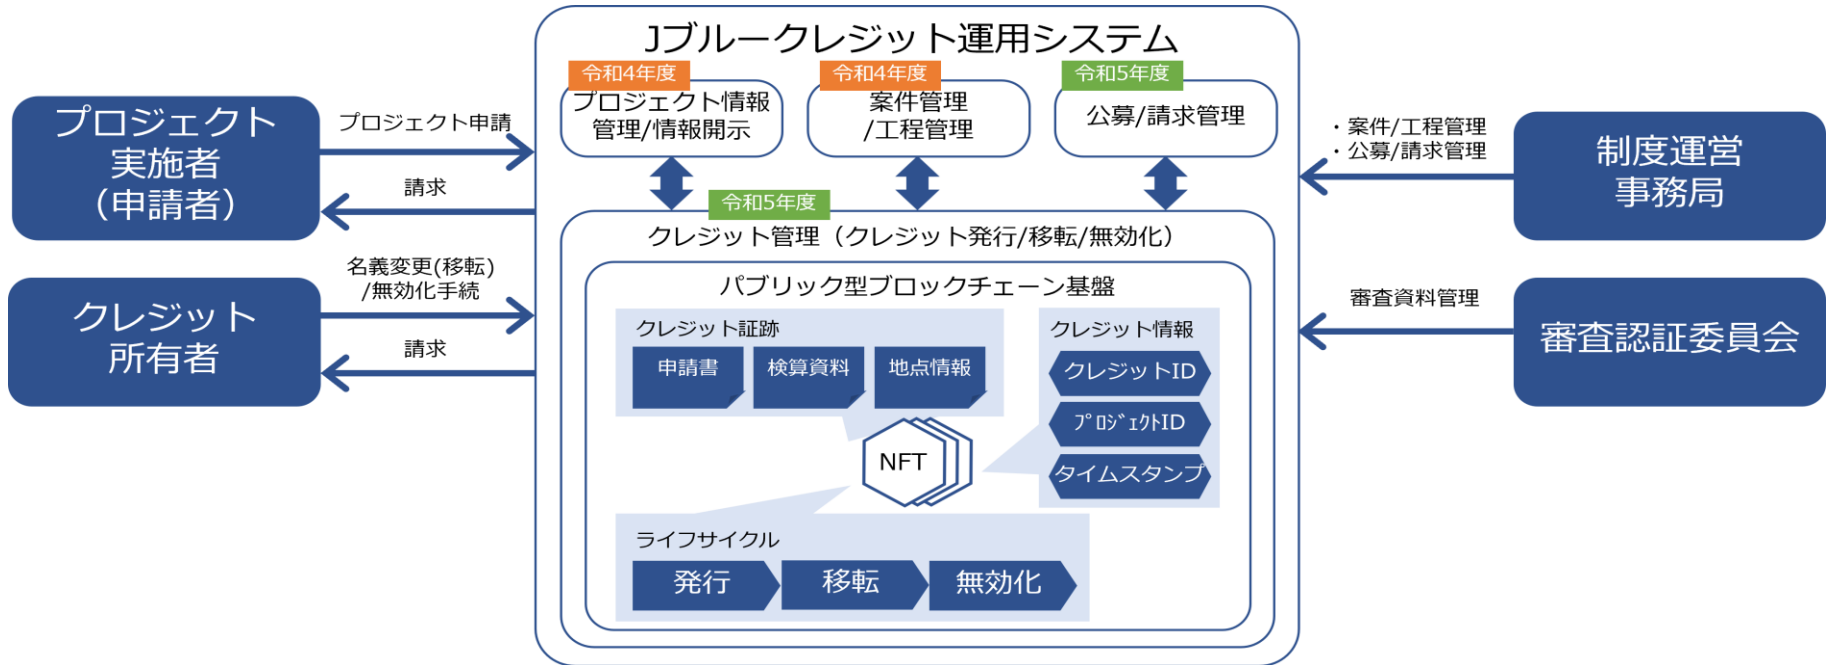 Jブルークレジット運用システム
令和4年度
プロジェクト情報
管理/情報開示
令和4年度
案件管理
/工程管理
令和5年度
公募/請求管理
プロジェクト
実施者
（申請者）
プロジェクト申請
請求
クレジット
所有者
名義変更(移転)
/無効化手続
請求
令和5年度
クレジット管理（クレジット発行/移転/無効化）
パブリック型ブロックチェーン基盤
クレジット証跡
申請書
検算資料
地点情報
クレジット情報
クレジットID
ﾌﾟﾛｼﾞｪｸﾄID
タイムスタンプ
NFT
ライフサイクル
発行
移転
無効化
・案件/工程管理
・公募/請求管理
制度運営
事務局
審査資料管理
審査認証委員会